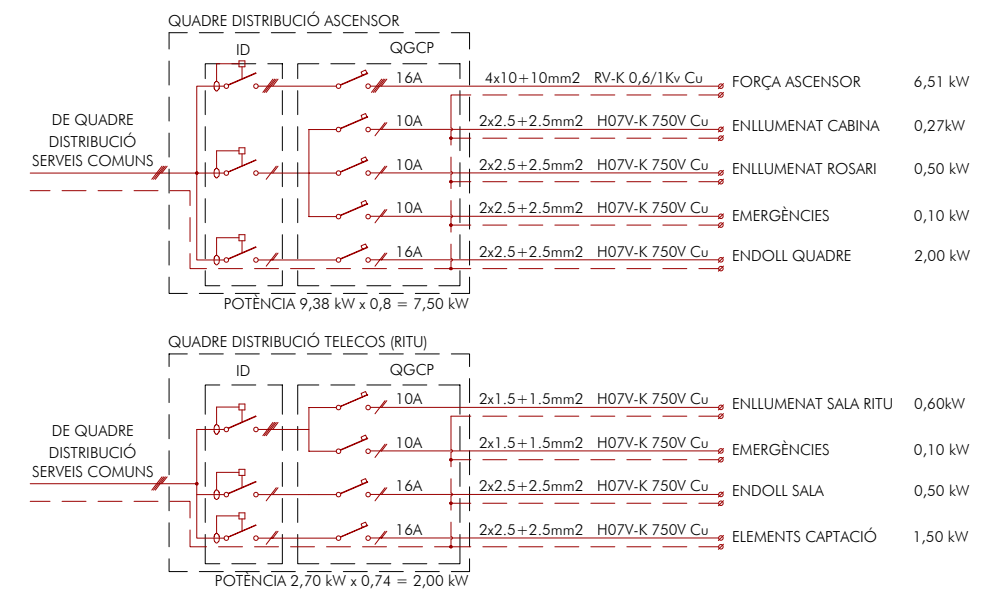 QUADRE DISTRIBUCIÓ ASCENSOR
ID
QGCP
16A
4x10+10mm2 RV-K 0,6/1Kv Cu
FORÇA ASCENSOR
6,51 kW
DE QUADRE
DISTRIBUCIÓ
SERVEIS COMUNS
10A
2x2.5+2.5mm2 H07V-K 750V Cu
ENLLUMENAT CABINA
0,27kW
10A
2x2.5+2.5mm2 H07V-K 750V Cu
ENLLUMENAT ROSARI
0,50 kW
10A
2x2.5+2.5mm2 H07V-K 750V Cu
EMERGÈNCIES
0,10 kW
16A
2x2.5+2.5mm2 H07V-K 750V Cu
ENDOLL QUADRE
2,00 kW
POTÈNCIA 9,38 kW x 0,8 = 7,50 kW
QUADRE DISTRIBUCIÓ TELECOS (RITU)
ID
QGCP
10A
2x1.5+1.5mm2 H07V-K 750V Cu
ENLLUMENAT SALA RITU
0,60kW
DE QUADRE
DISTRIBUCIÓ
SERVEIS COMUNS
10A
2x1.5+1.5mm2 H07V-K 750V Cu
EMERGÈNCIES
0,10 kW
16A
2x2.5+2.5mm2 H07V-K 750V Cu
ENDOLL SALA
0,50 kW
16A
2x2.5+2.5mm2 H07V-K 750V Cu
ELEMENTS CAPTACIÓ
1,50 kW
POTÈNCIA 2,70 kW x 0,74 = 2,00 kW